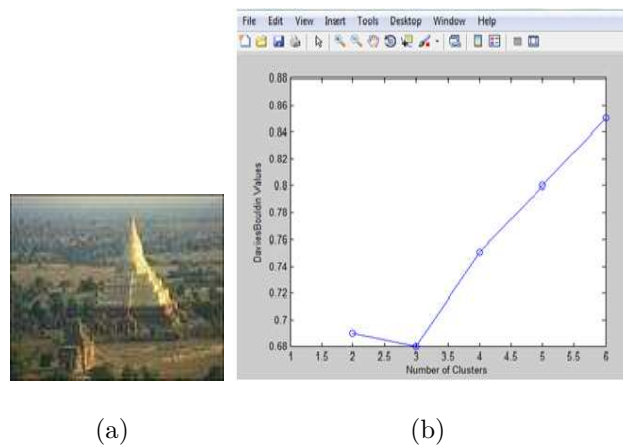 File Edit View Insert Tools Desktop Window Help
0.88
0.86
0.84
0.82
0.8
0.78
0.76
0.74
0.72
0.7
0.68
DaviesBouldin Values
1 1.5 2 2.5 3 3.5 4 4.5 5 5.5 6
Number of Clusters
(a) (b)